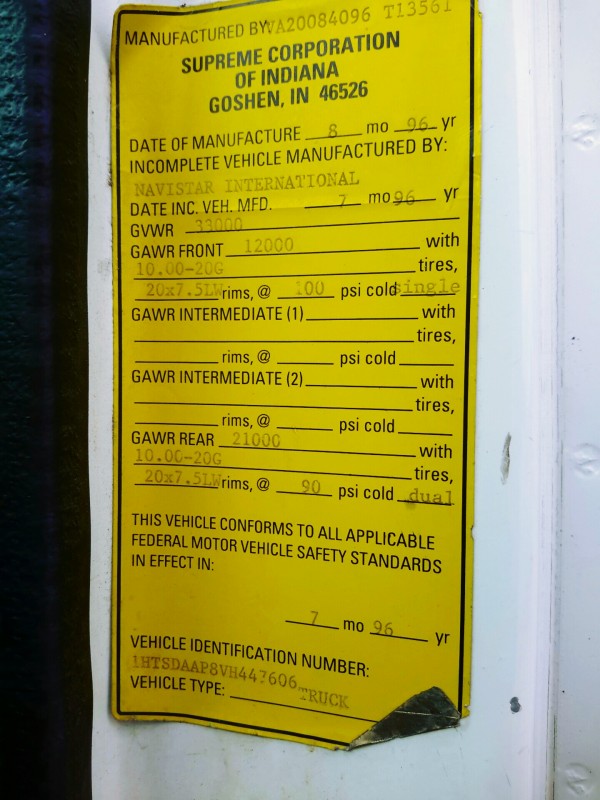 MANUFACTURED BY VA20084096 T13561
SUPREME CORPORATION
OF INDIANA
GOSHEN, IN 46526
DATE OF MANUFACTURE 8 mo 96 yr
INCOMPLETE VEHICLE MANUFACTURED BY:
NAVISTAR INTERNATIONAL
DATE INC. VEH. MFD. 7 mo 96 yr
GVWR 33000
GAWR FRONT 12000 with
10.00-20G tires,
20x7.5LW rims, @ 100 psi cold single
GAWR INTERMEDIATE (1) with
tires,
rims, @ psi cold
GAWR INTERMEDIATE (2) with
tires,
rims, @ psi cold
GAWR REAR 21000 with
10.00-20G tires,
20x7.5LW rims, @ 90 psi cold dual
THIS VEHICLE CONFORMS TO ALL APPLICABLE
FEDERAL MOTOR VEHICLE SAFETY STANDARDS
IN EFFECT IN:
7 mo 96 yr
VEHICLE IDENTIFICATION NUMBER:
VEHICLE TYPE: TRUCK